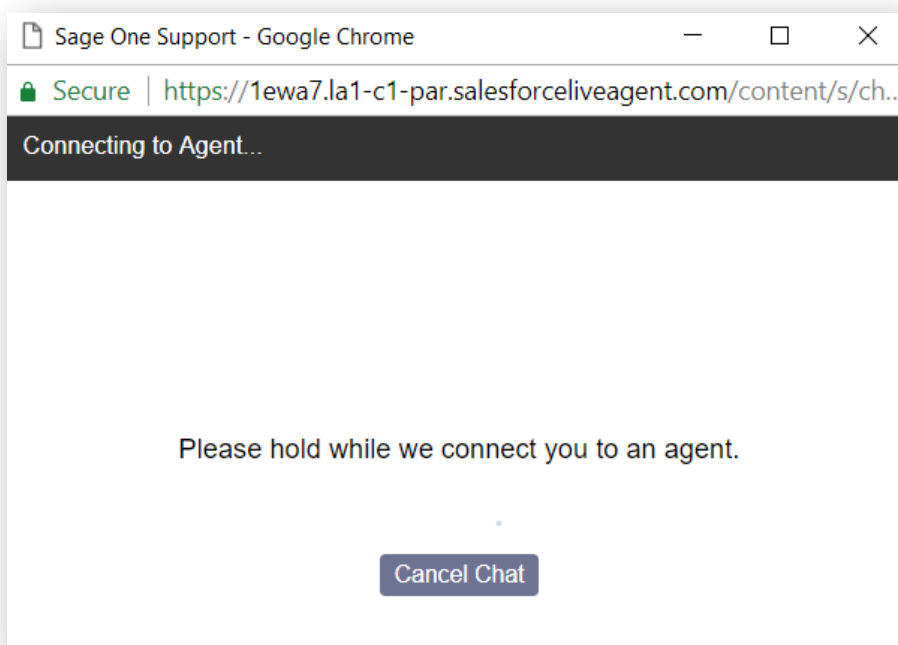 Sage One Support - Google Chrome
Secure | https://1ewa7.la1-c1-par.salesforceliveagent.com/content/s/ch...
Connecting to Agent...
Please hold while we connect you to an agent.
Cancel Chat